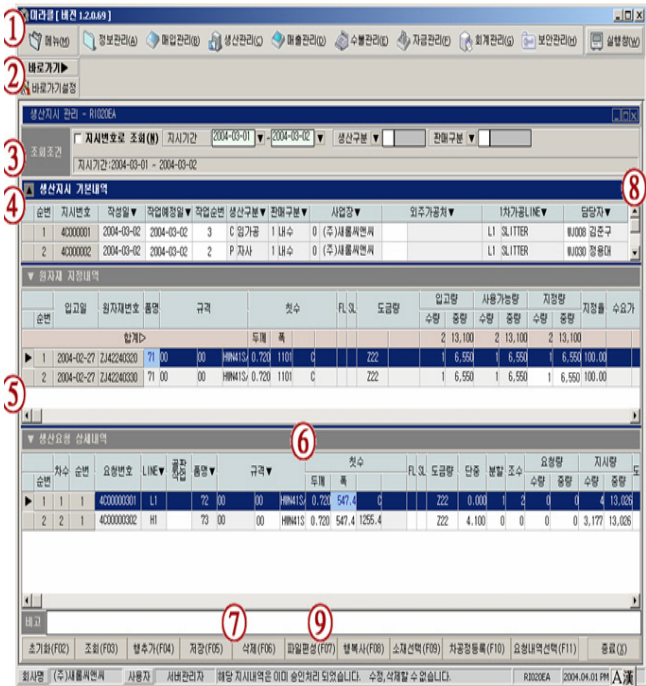 미라클 [ 버전 1.2.0.69 ]
① 메뉴(M) 정보관리(A) 매입관리(B) 생산관리(C) 매출관리(D) 수불관리(E) 자금관리(F) 회계관리(G) 보안관리(H) 실행창(W)
② 바로가기▶
바로가기설정
생산지시 관리 - RI020EA
③ 조회조건 지시번호로 조회(N) 지시기간 2004-03-01 ▼ - 2004-03-02 ▼ 생산구분 ▼ 판매구분 ▼
지시기간:2004-03-01 - 2004-03-02
▲ 생산지시 기본내역 ⑧
④ 순번 지시번호 작성일▼ 작업예정일▼ 작업순번 생산구분▼ 판매구분▼ 사업장▼ 외주가공처▼ 1차가공LINE▼ 담당자▼
1 4C000001 2004-03-02 2004-03-02 3 C 임가공 1 내수 0 (주)새롬씨앤씨 L1 SLITTER WU008 김준구
2 4C000002 2004-03-02 2004-03-02 2 P 자사 1 내수 0 (주)새롬씨앤씨 L1 SLITTER WU030 정용대
▼ 원자재 지정내역
순번 입고일 원자재번호 품명 규격 칫수 FL SL 도금량 입고량 사용가능량 지정량 지정률 수요가
수량 중량 수량 중량 수량 중량
합계▷ 두께 폭 2 13,100 2 13,100 2 13,100
▶ 1 2004-02-27 ZJ42240320 71 00 00 0.720 1101 C Z22 1 6,550 1 6,550 1 6,550 100.00
2 2004-02-27 ZJ42240330 71 00 00 0.720 1101 C Z22 1 6,550 1 6,550 1 6,550 100.00
⑤
▼ 생산요청 상세내역 ⑥
순번 차수 순번 요청번호 LINE▼ 품명▼ 규격▼ 칫수 FL SL 도금량 단중 분할 조수 요청량 지시량 도
두께 폭 수량 중량 수량 중량
▶ 1 1 1 4C00000301 L1 72 00 00 0.720 547.4 C Z22 0.000 1 2 0 0 4 13,026
2 2 1 4C00000302 H1 73 00 00 0.720 547.4 1255.4 Z22 4.100 0 0 0 0 3,177 13,026
비고
⑦ ⑨
초기화(F02) 조회(F03) 행추가(F04) 저장(F05) 삭제(F06) 파일편성(F07) 행복사(F08) 소재선택(F09) 차공정등록(F10) 요청내역선택(F11) 종료(X)
회사명 (주)새롬씨앤씨 사용자 서버관리자 해당 지시내역은 이미 승인처리 되었습니다. 수정,삭제할 수 없습니다. RI020EA 2004.04.01 PM A漢